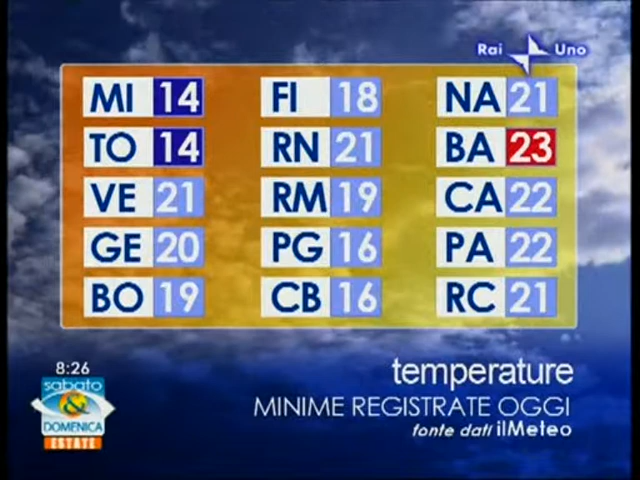 Rai Uno
MI 14 FI 18 NA 21
TO 14 RN 21 BA 23
VE 21 RM 19 CA 22
GE 20 PG 16 PA 22
BO 19 CB 16 RC 21
8:26
sabato
&
DOMENICA
ESTATE
temperature
MINIME REGISTRATE OGGI
fonte dati ilMeteo